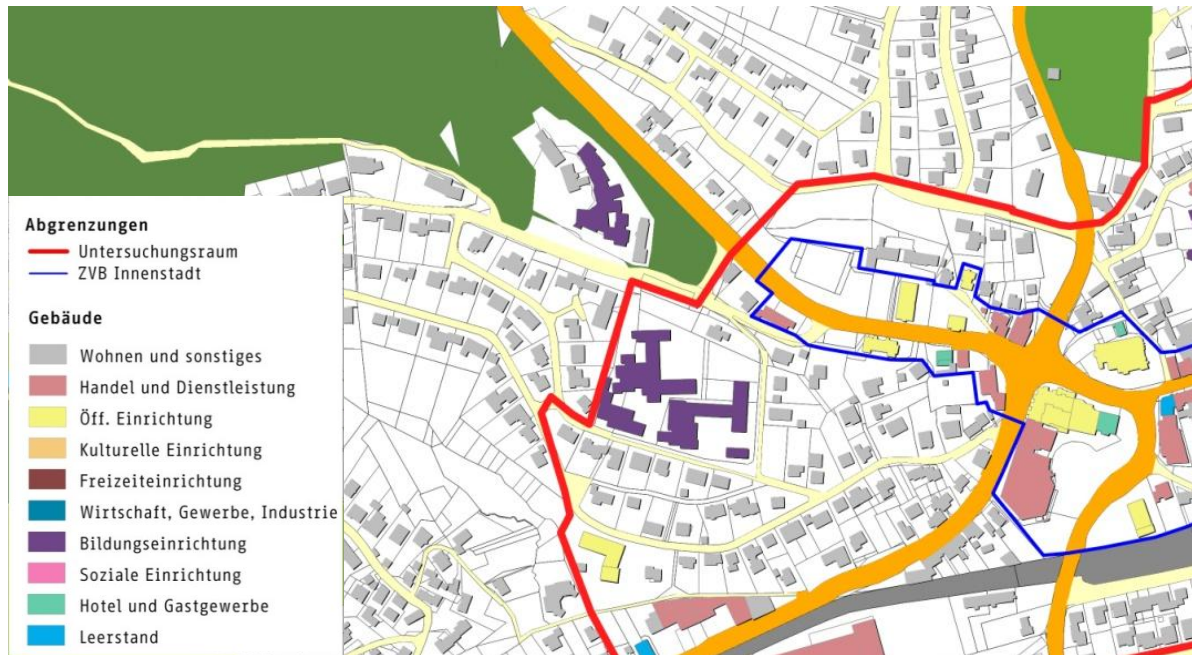 Abgrenzungen
Untersuchungsraum
ZVB Innenstadt
Gebäude
Wohnen und sonstiges
Handel und Dienstleistung
Öff. Einrichtung
Kulturelle Einrichtung
Freizeiteinrichtung
Wirtschaft, Gewerbe, Industrie
Bildungseinrichtung
Soziale Einrichtung
Hotel und Gastgewerbe
Leerstand